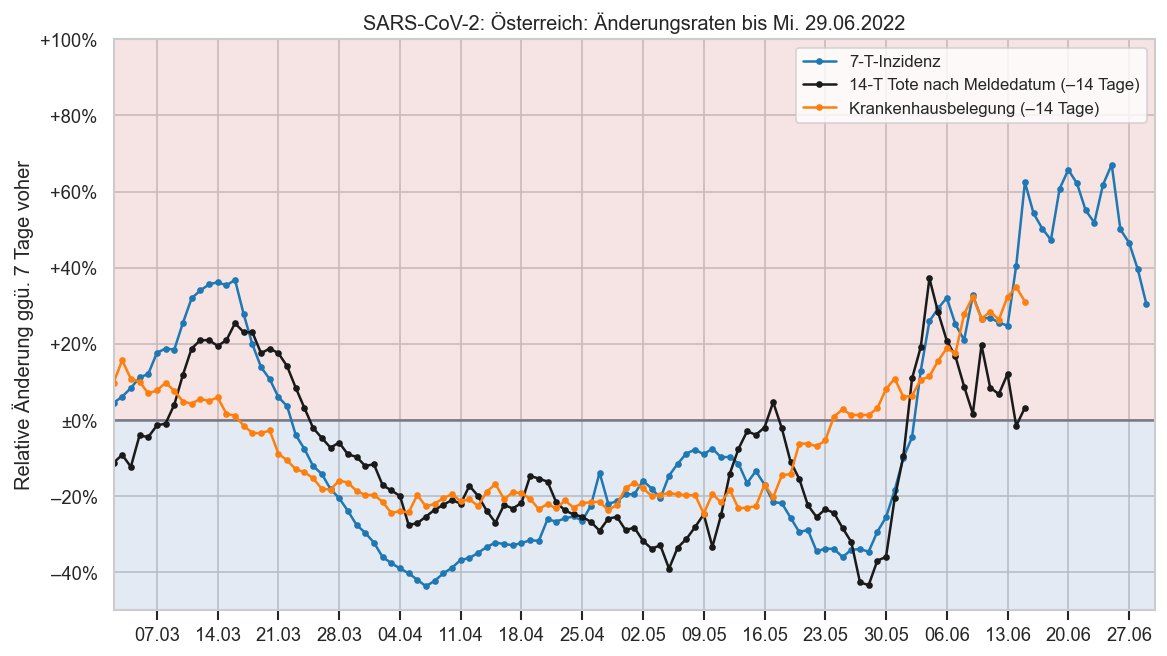 SARS-CoV-2: Österreich: Änderungsraten bis Mi. 29.06.2022
+100%
+80%
+60%
+40%
+20%
±0%
–20%
–40%
Relative Änderung ggü. 7 Tage voher
7-T-Inzidenz
14-T Tote nach Meldedatum (–14 Tage)
Krankenhausbelegung (–14 Tage)
07.03 14.03 21.03 28.03 04.04 11.04 18.04 25.04 02.05 09.05 16.05 23.05 30.05 06.06 13.06 20.06 27.06